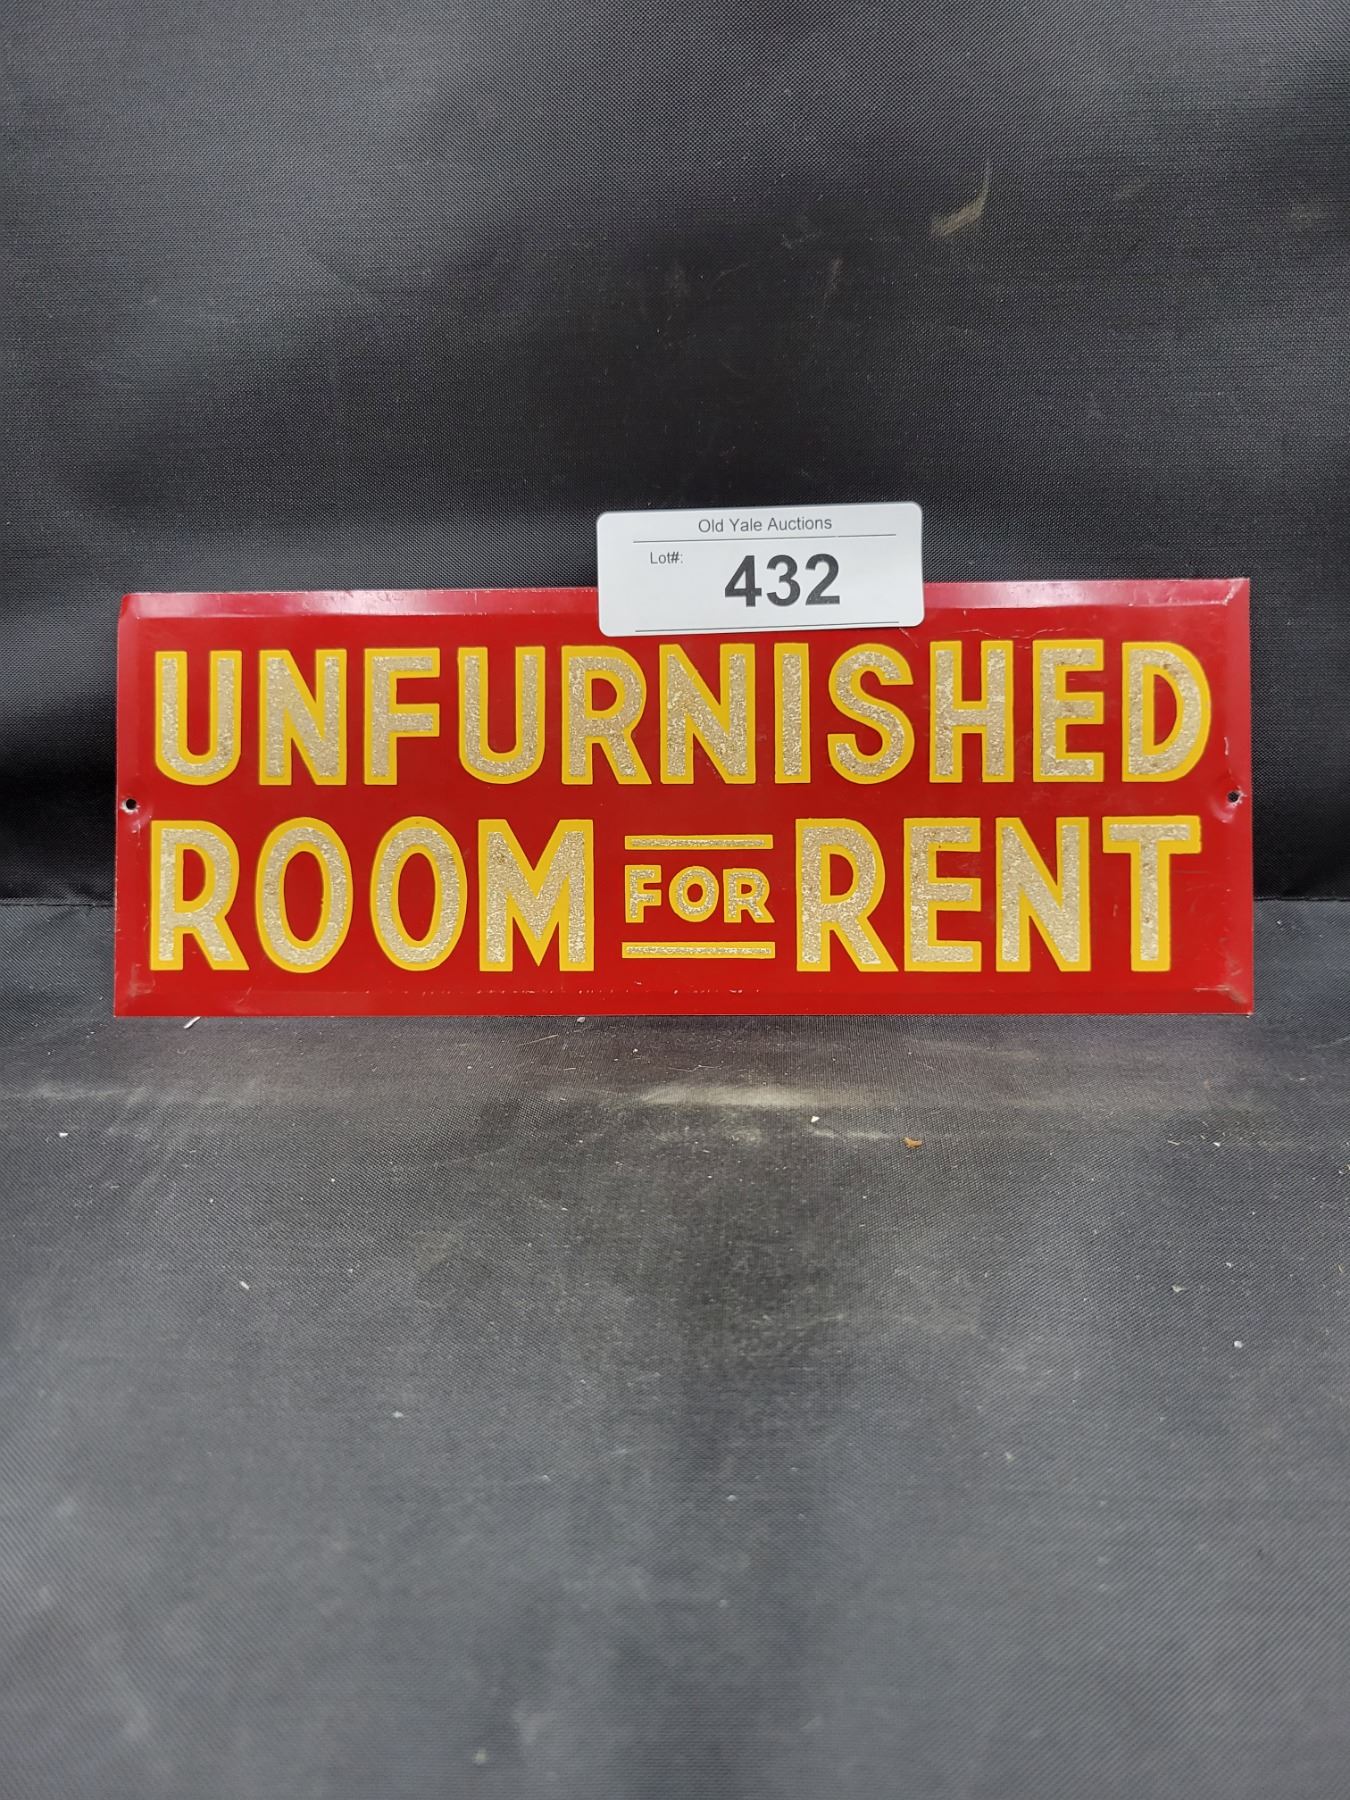 Old Yale Auctions
Lot#: 432
UNFURNISHED
ROOM FOR RENT